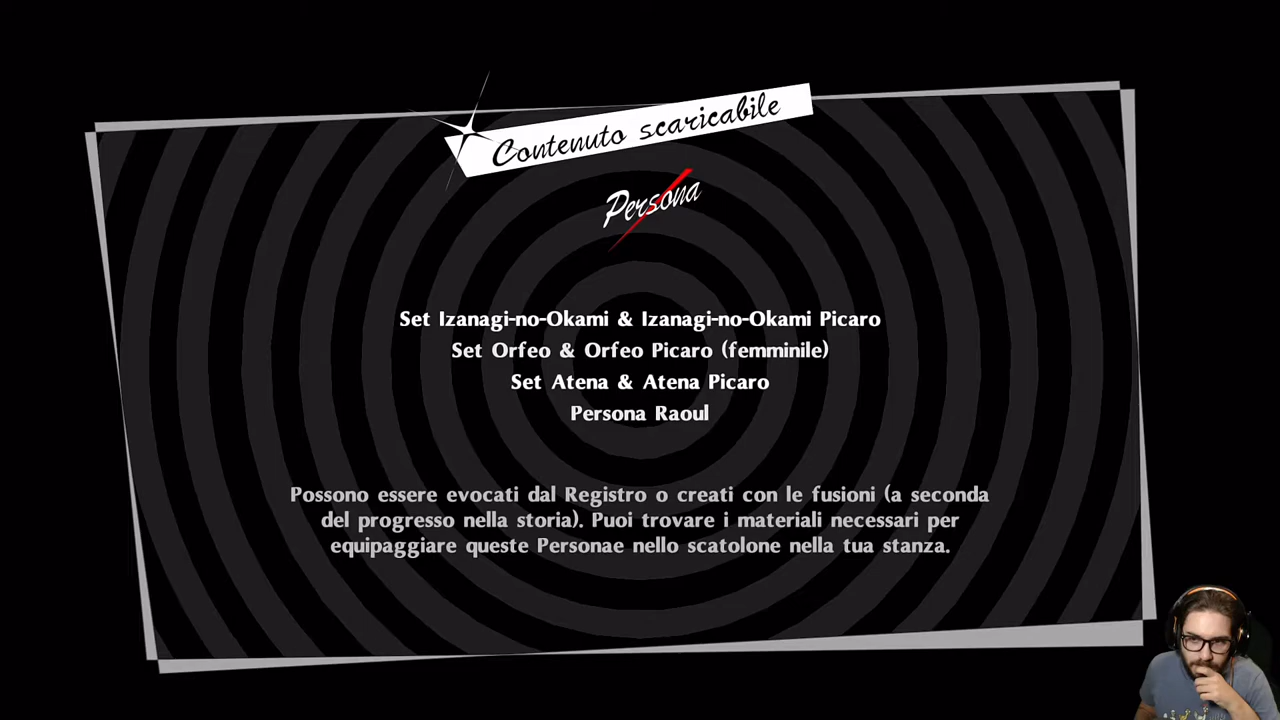 Contenuto scaricabile
Persona
Set Izanagi-no-Okami & Izanagi-no-Okami Picaro
Set Orfeo & Orfeo Picaro (femminile)
Set Atena & Atena Picaro
Persona Raoul
Possono essere evocati dal Registro o creati con le fusioni (a seconda
del progresso nella storia). Puoi trovare i materiali necessari per
equipaggiare queste Personae nello scatolone nella tua stanza.